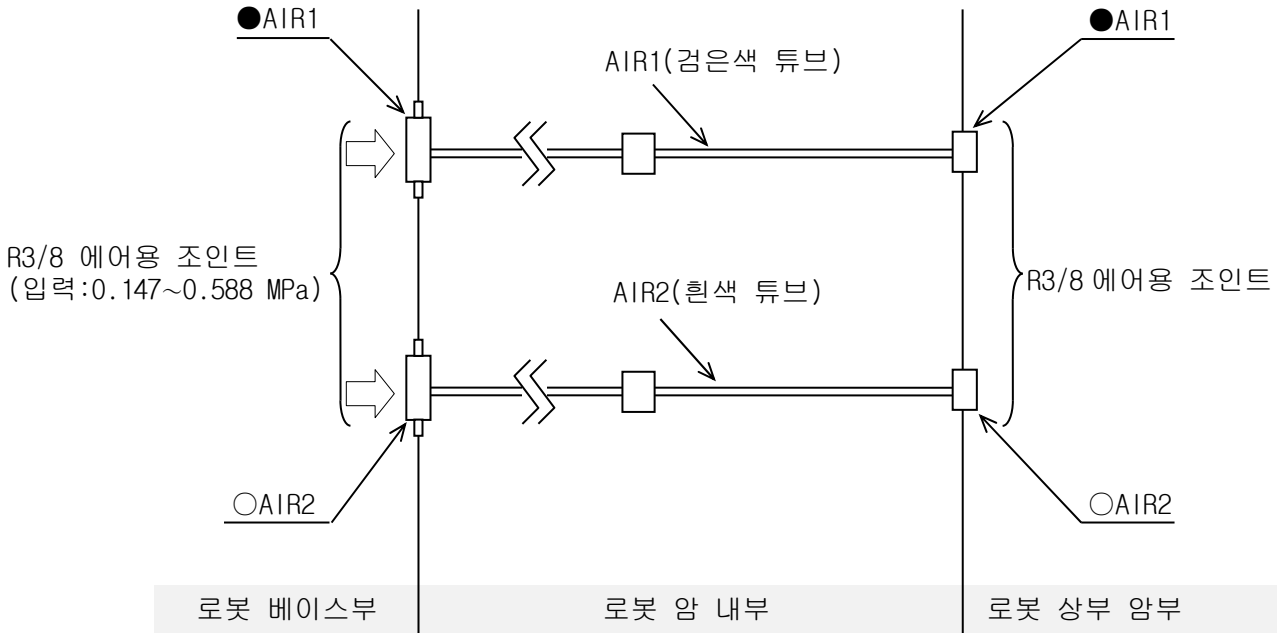 ●AIR1
●AIR1
AIR1(검은색 튜브)
R3/8 에어용 조인트
(입력:0.147~0.588 MPa)
AIR2(흰색 튜브)
R3/8 에어용 조인트
○AIR2
○AIR2
로봇 베이스부
로봇 암 내부
로봇 상부 암부